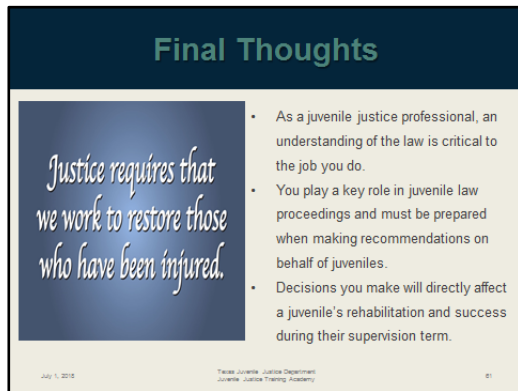 Final Thoughts
Justice requires that
we work to restore those
who have been injured.
• As a juvenile justice professional, an
understanding of the law is critical to
the job you do.
• You play a key role in juvenile law
proceedings and must be prepared
when making recommendations on
behalf of juveniles.
• Decisions you make will directly affect
a juvenile's rehabilitation and success
during their supervision term.
July 1, 2018
Texas Juvenile Justice Department
Juvenile Justice Training Academy
81